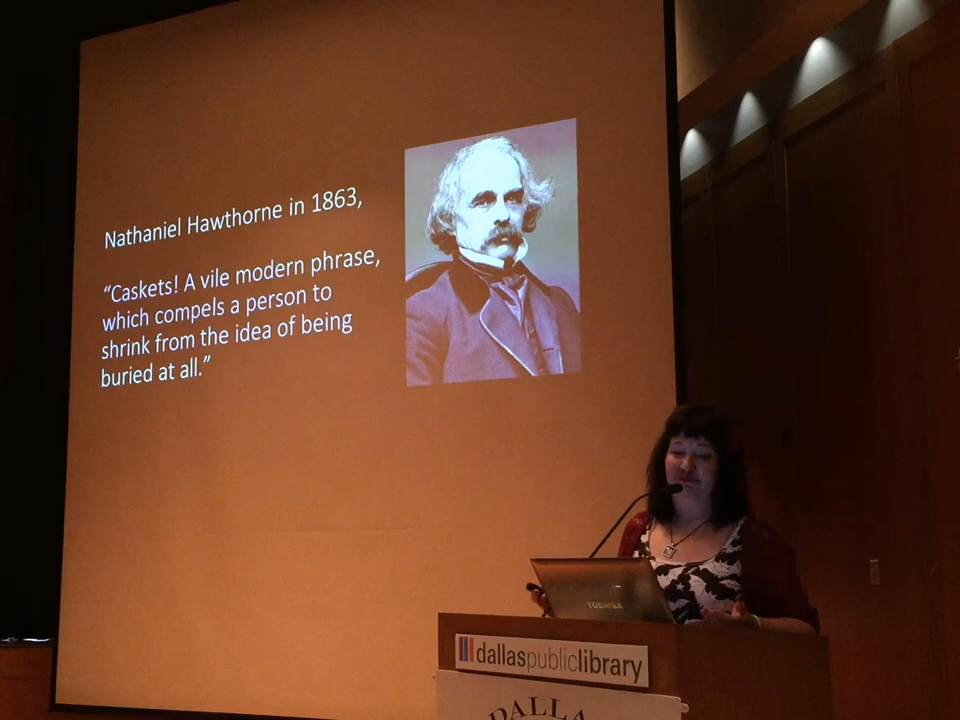 Nathaniel Hawthorne in 1863,
“Caskets! A vile modern phrase,
which compels a person to
shrink from the idea of being
buried at all.”
TOSHIBA
dallaspubliclibrary